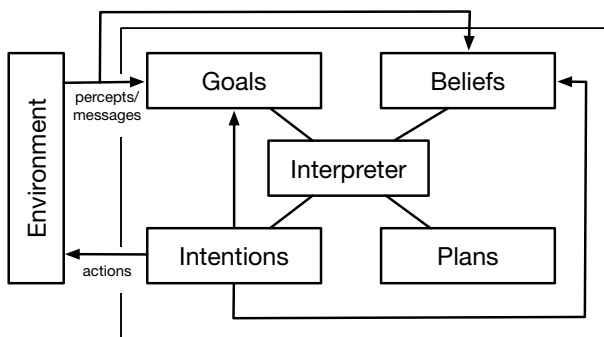 Environment
percepts/
messages
Goals
Beliefs
Interpreter
Intentions
Plans
actions